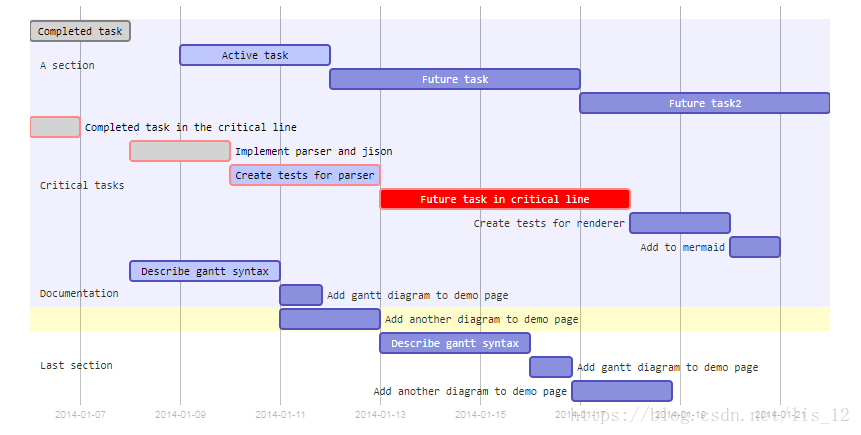 Completed task
Active task
A section
Future task
Future task2
Completed task in the critical line
Implement parser and jison
Create tests for parser
Critical tasks
Future task in critical line
Create tests for renderer
Add to mermaid
Describe gantt syntax
Documentation
Add gantt diagram to demo page
Add another diagram to demo page
Describe gantt syntax
Last section
Add gantt diagram to demo page
Add another diagram to demo page
2014-01-07 2014-01-09 2014-01-11 2014-01-13 2014-01-15 2014-01-17 2014-01-19 2014-01-21
https://blog.csdn.net/lis_12